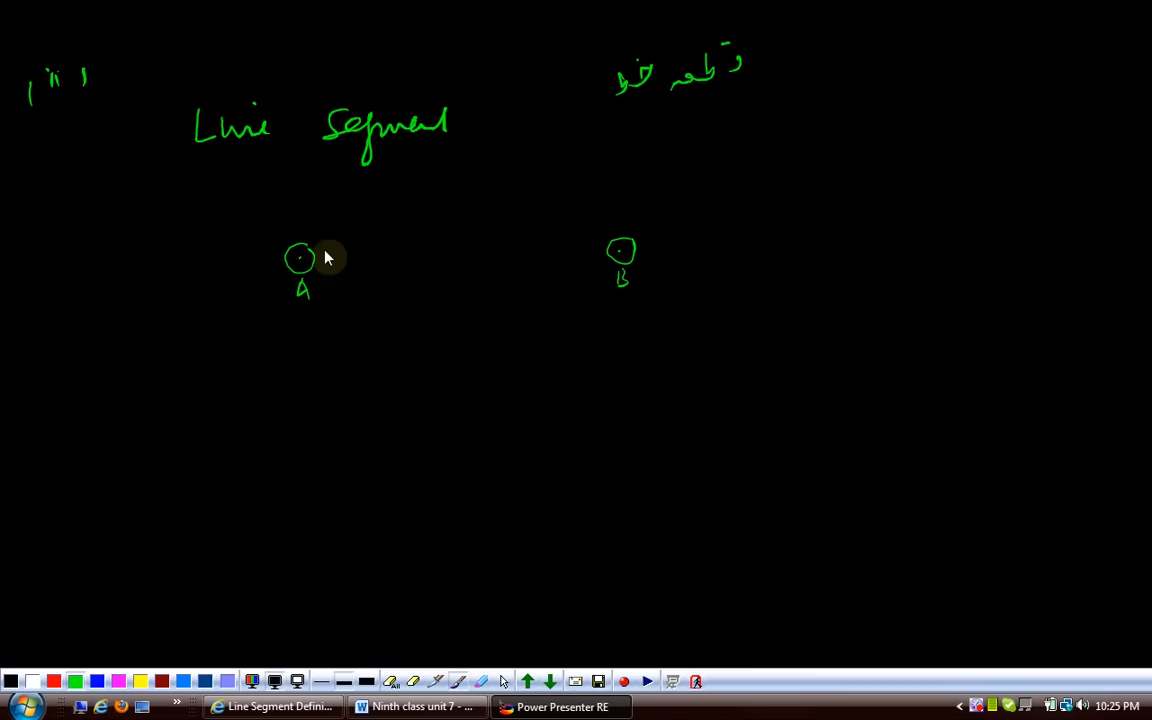 قطعہ خط
Line Segment
A
B
Line Segment Defini...
Ninth class unit 7 - ...
Power Presenter RE
10:25 PM